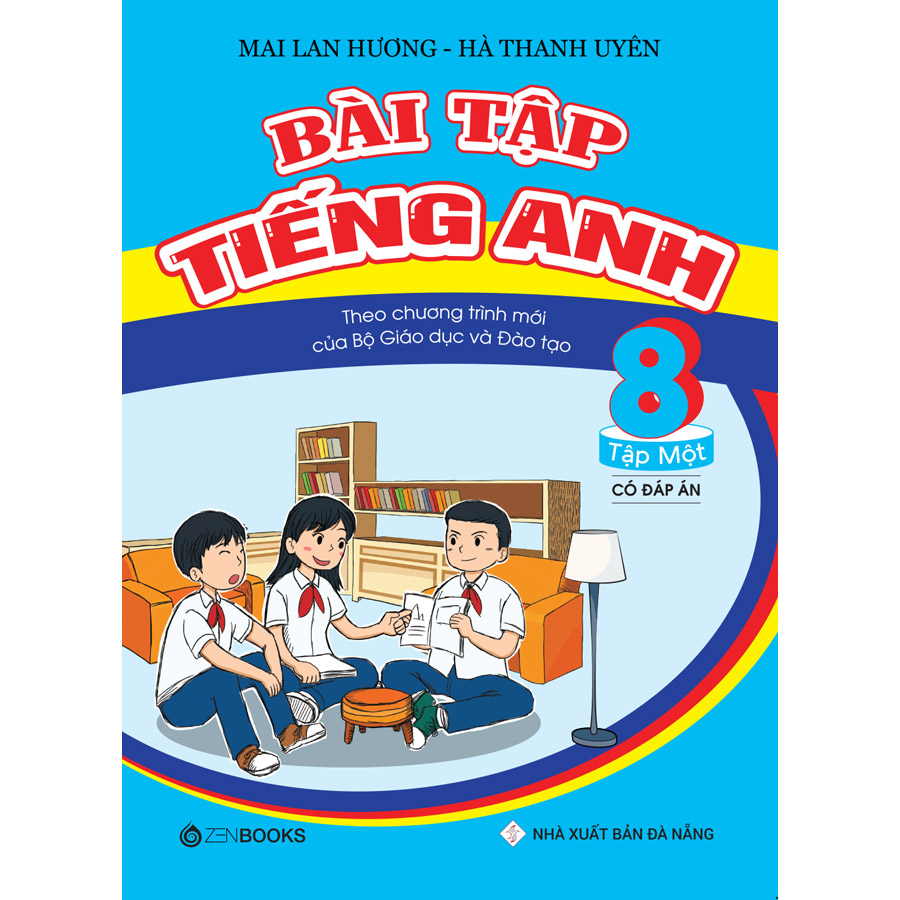 MAI LAN HƯƠNG - HÀ THANH UYÊN
BÀI TẬP
TIẾNG ANH
Theo chương trình mới
của Bộ Giáo dục và Đào tạo
8
Tập Một
CÓ ĐÁP ÁN
ZENBOOKS
NHÀ XUẤT BẢN ĐÀ NẴNG